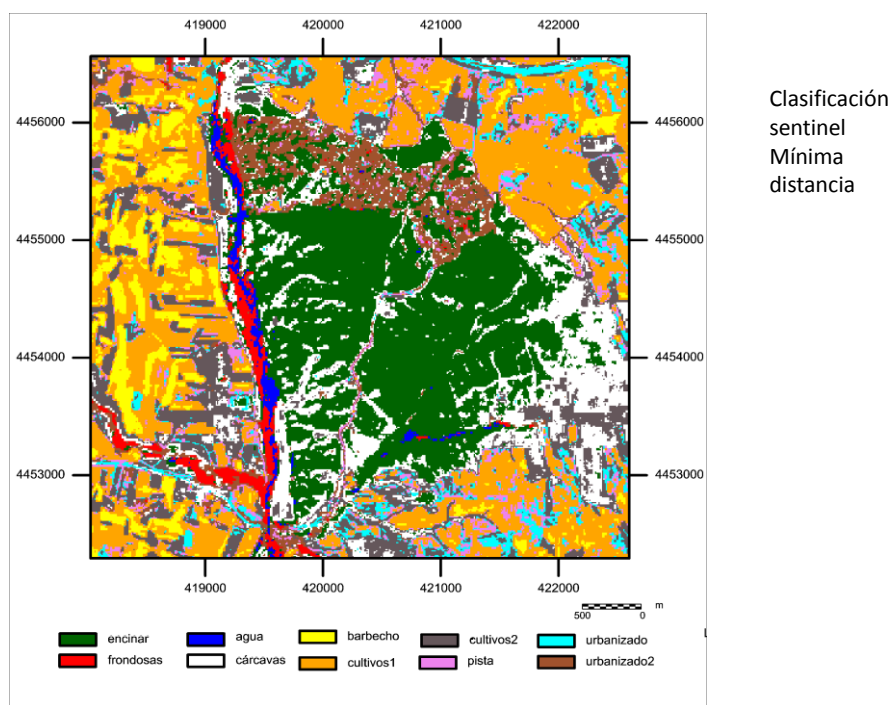 419000 420000 421000 422000
Clasificación
sentinel
Mínima
distancia
4456000 4456000
4455000 4455000
4454000 4454000
4453000 4453000
419000 420000 421000 422000
500 0 m
encinar agua barbecho cultivos2 urbanizado
frondosas cárcavas cultivos1 pista urbanizado2
L